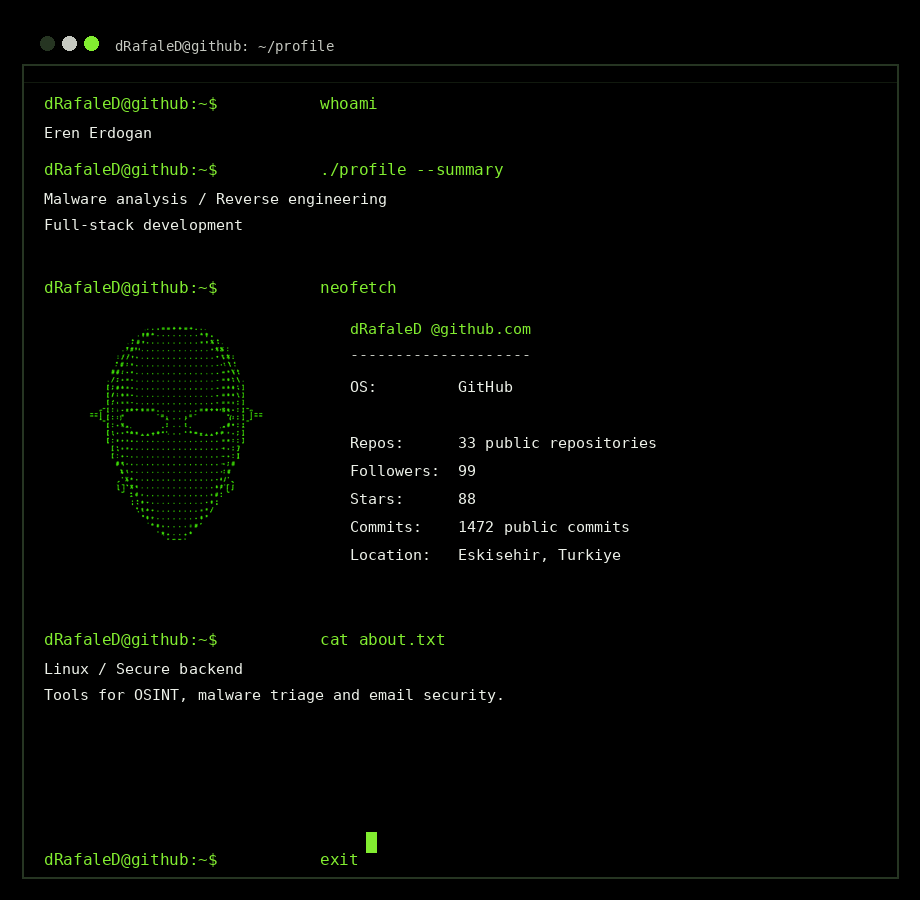 dRafaleD@github: ~/profile
dRafaleD@github:~$ whoami
Eren Erdogan
dRafaleD@github:~$ ./profile --summary
Malware analysis / Reverse engineering
Full-stack development
dRafaleD@github:~$ neofetch
dRafaleD @github.com
--------------------
OS: GitHub
Repos: 33 public repositories
Followers: 99
Stars: 88
Commits: 1472 public commits
Location: Eskisehir, Turkiye
dRafaleD@github:~$ cat about.txt
Linux / Secure backend
Tools for OSINT, malware triage and email security.
dRafaleD@github:~$ exit